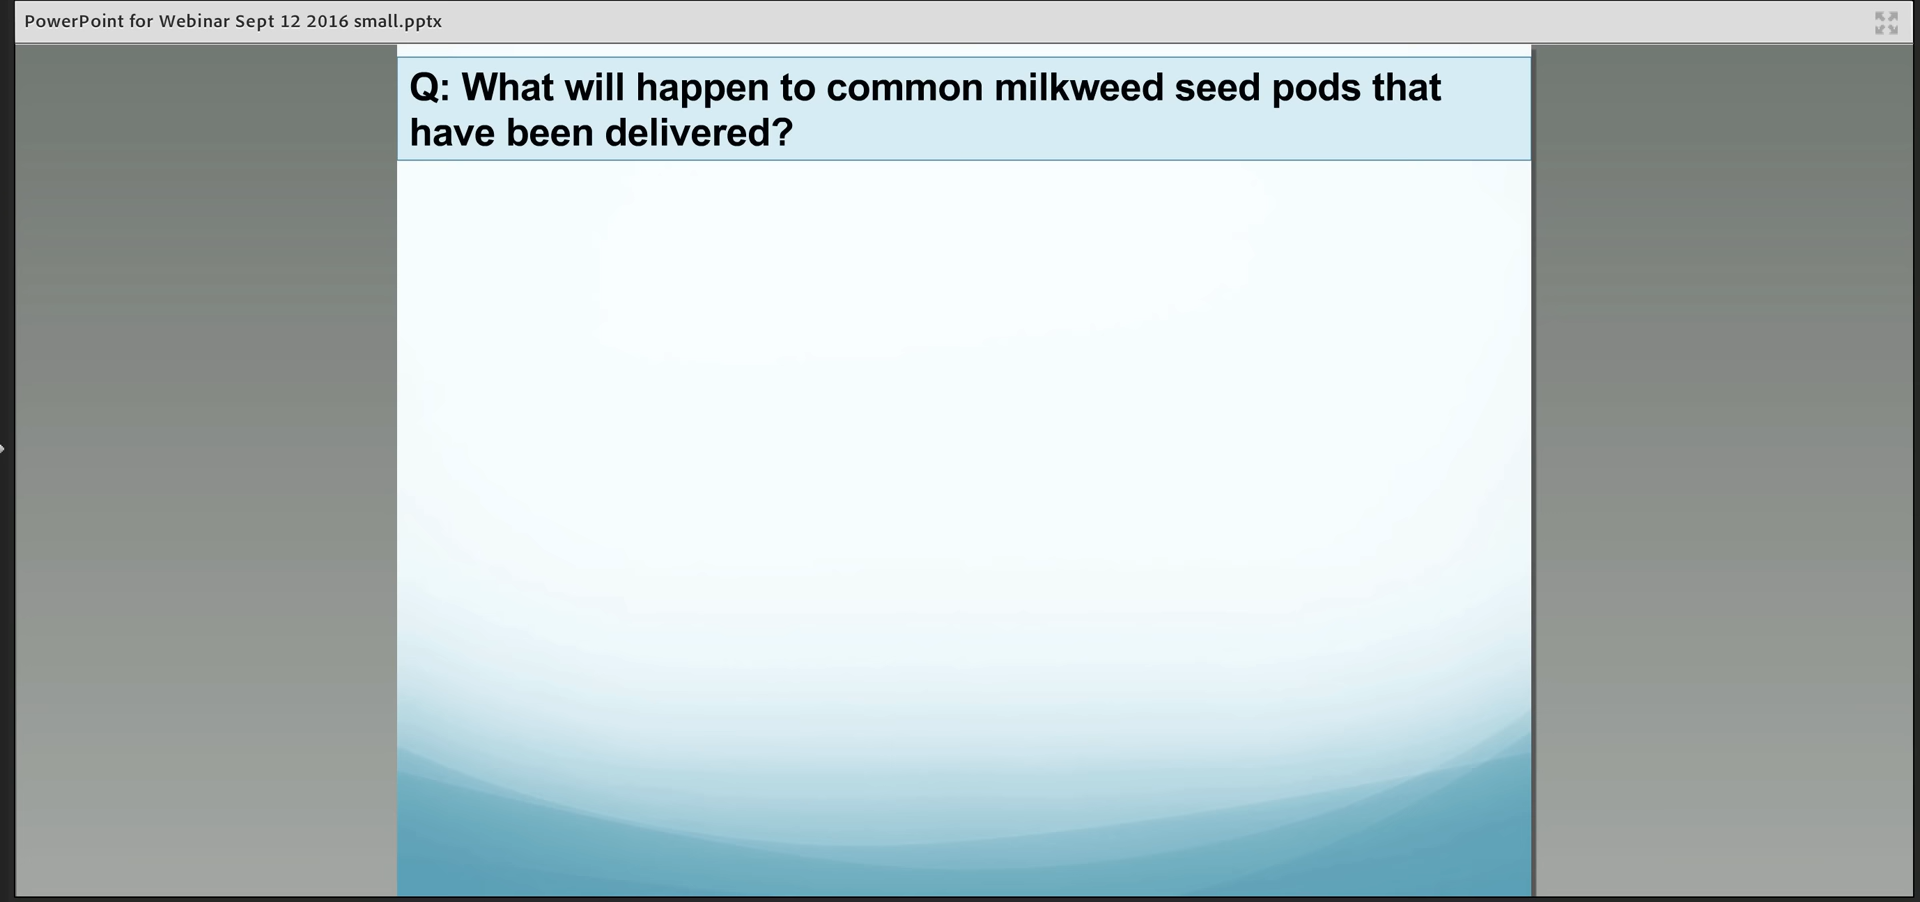 PowerPoint for Webinar Sept 12 2016 small.pptx
Q: What will happen to common milkweed seed pods that
have been delivered?